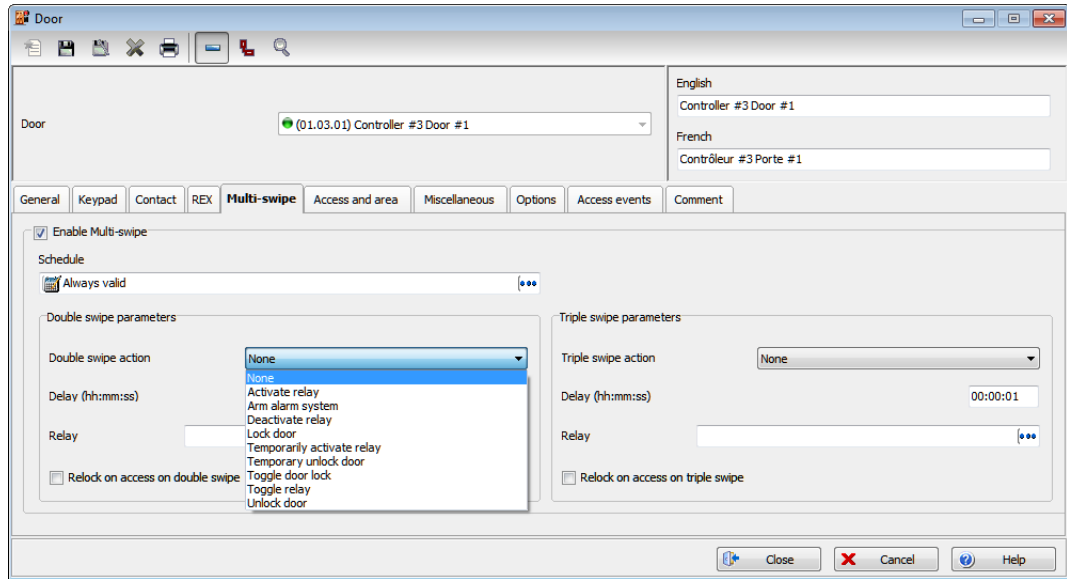 Door
English
Controller #3 Door #1
Door
(01.03.01) Controller #3 Door #1
French
Contrôleur #3 Porte #1
General Keypad Contact REX Multi-swipe Access and area Miscellaneous Options Access events Comment
Enable Multi-swipe
Schedule
Always valid
Double swipe parameters
Double swipe action
None
None
Activate relay
Arm alarm system
Deactivate relay
Lock door
Temporarily activate relay
Temporary unlock door
Toggle door lock
Toggle relay
Unlock door
Delay (hh:mm:ss)
Relay
Relock on access on double swipe
Triple swipe parameters
Triple swipe action
None
Delay (hh:mm:ss)
00:00:01
Relay
Relock on access on triple swipe
Close Cancel Help